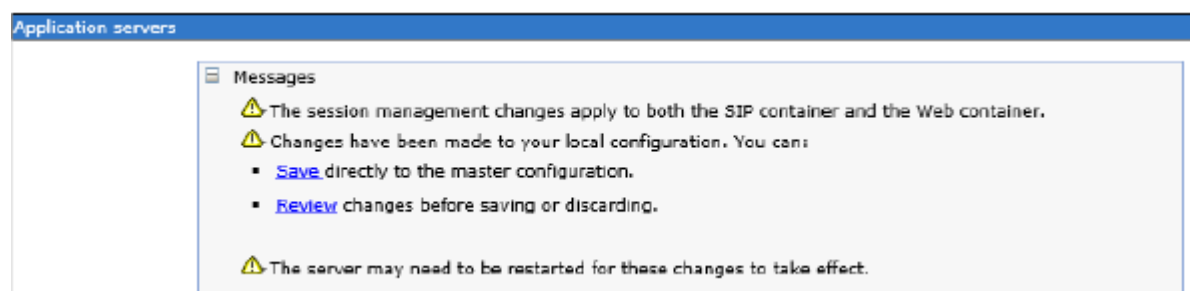 Application servers
Messages
The session management changes apply to both the SIP container and the Web container.
Changes have been made to your local configuration. You can:
Save directly to the master configuration.
Review changes before saving or discarding.
The server may need to be restarted for these changes to take effect.